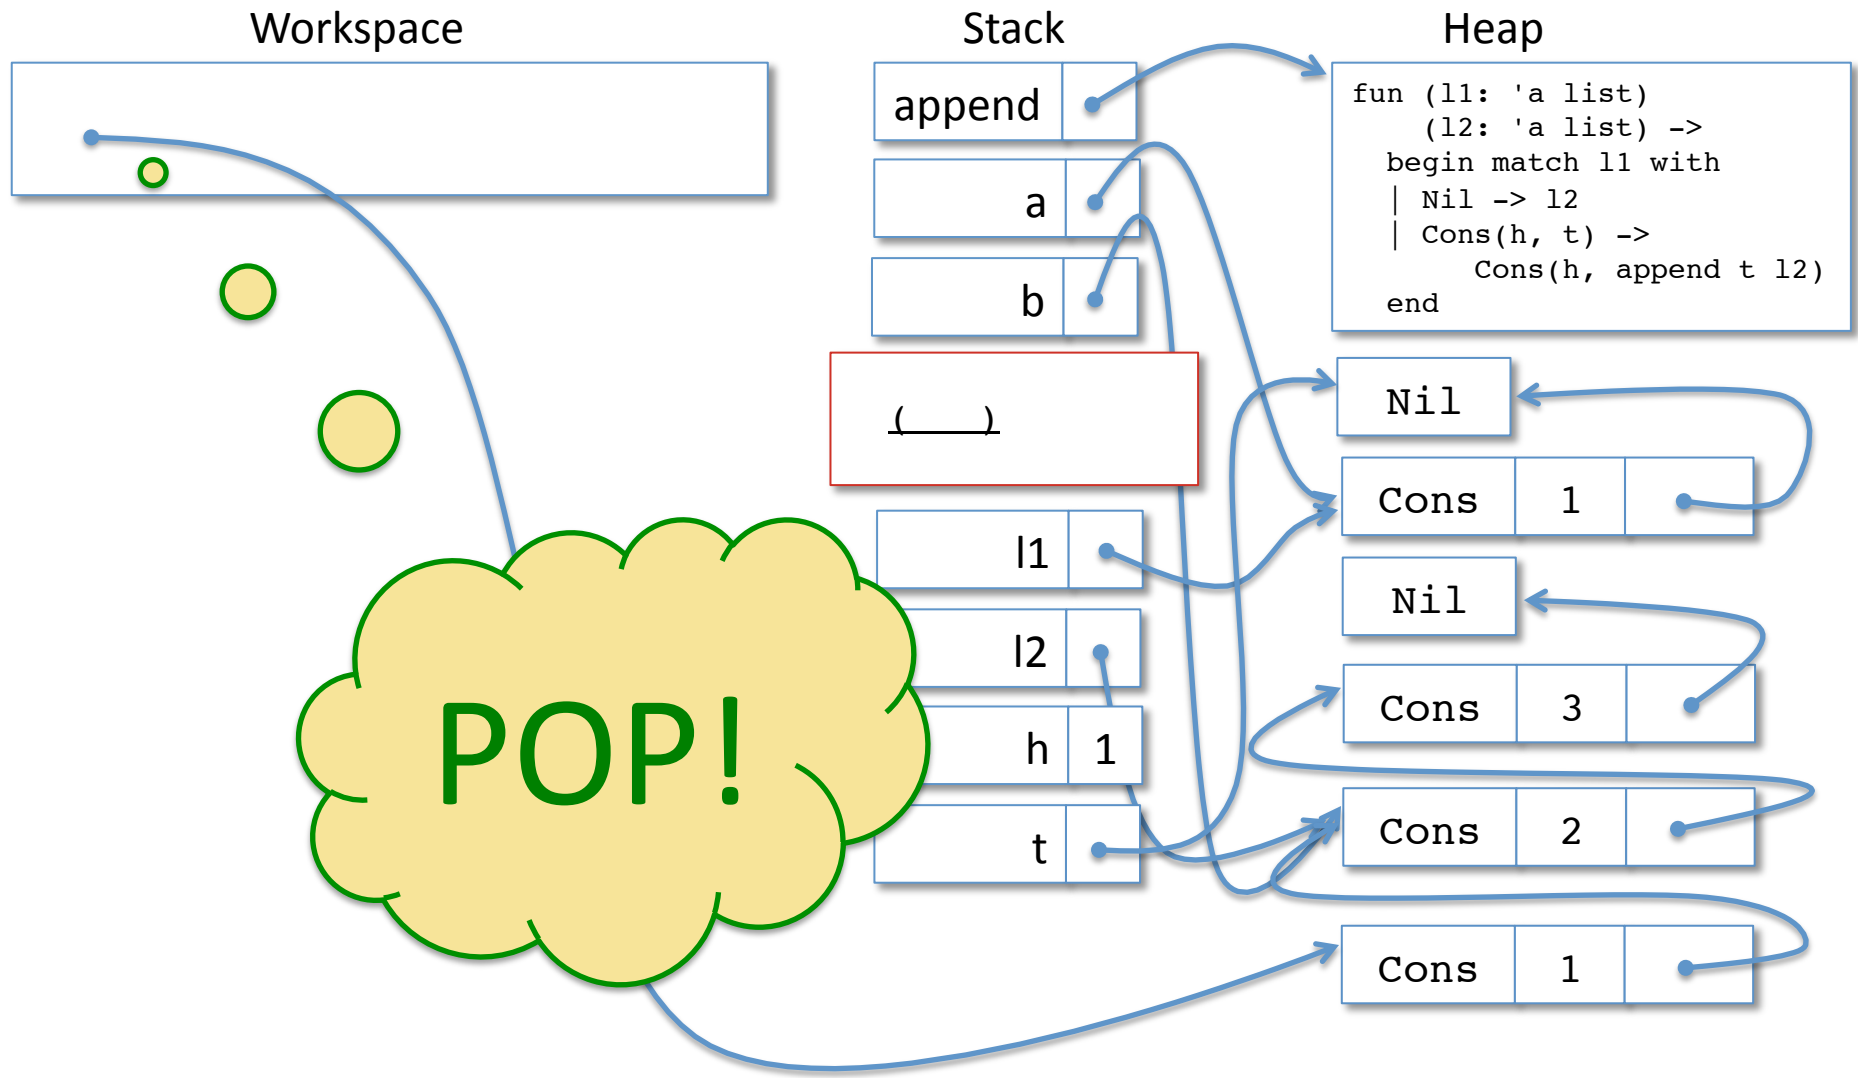 Workspace
Stack
Heap
append
a
b
(____)
l1
l2
h 1
t
fun (l1: 'a list)
(l2: 'a list) ->
begin match l1 with
| Nil -> l2
| Cons(h, t) ->
Cons(h, append t l2)
end
Nil
Cons 1
Nil
Cons 3
Cons 2
Cons 1
POP!